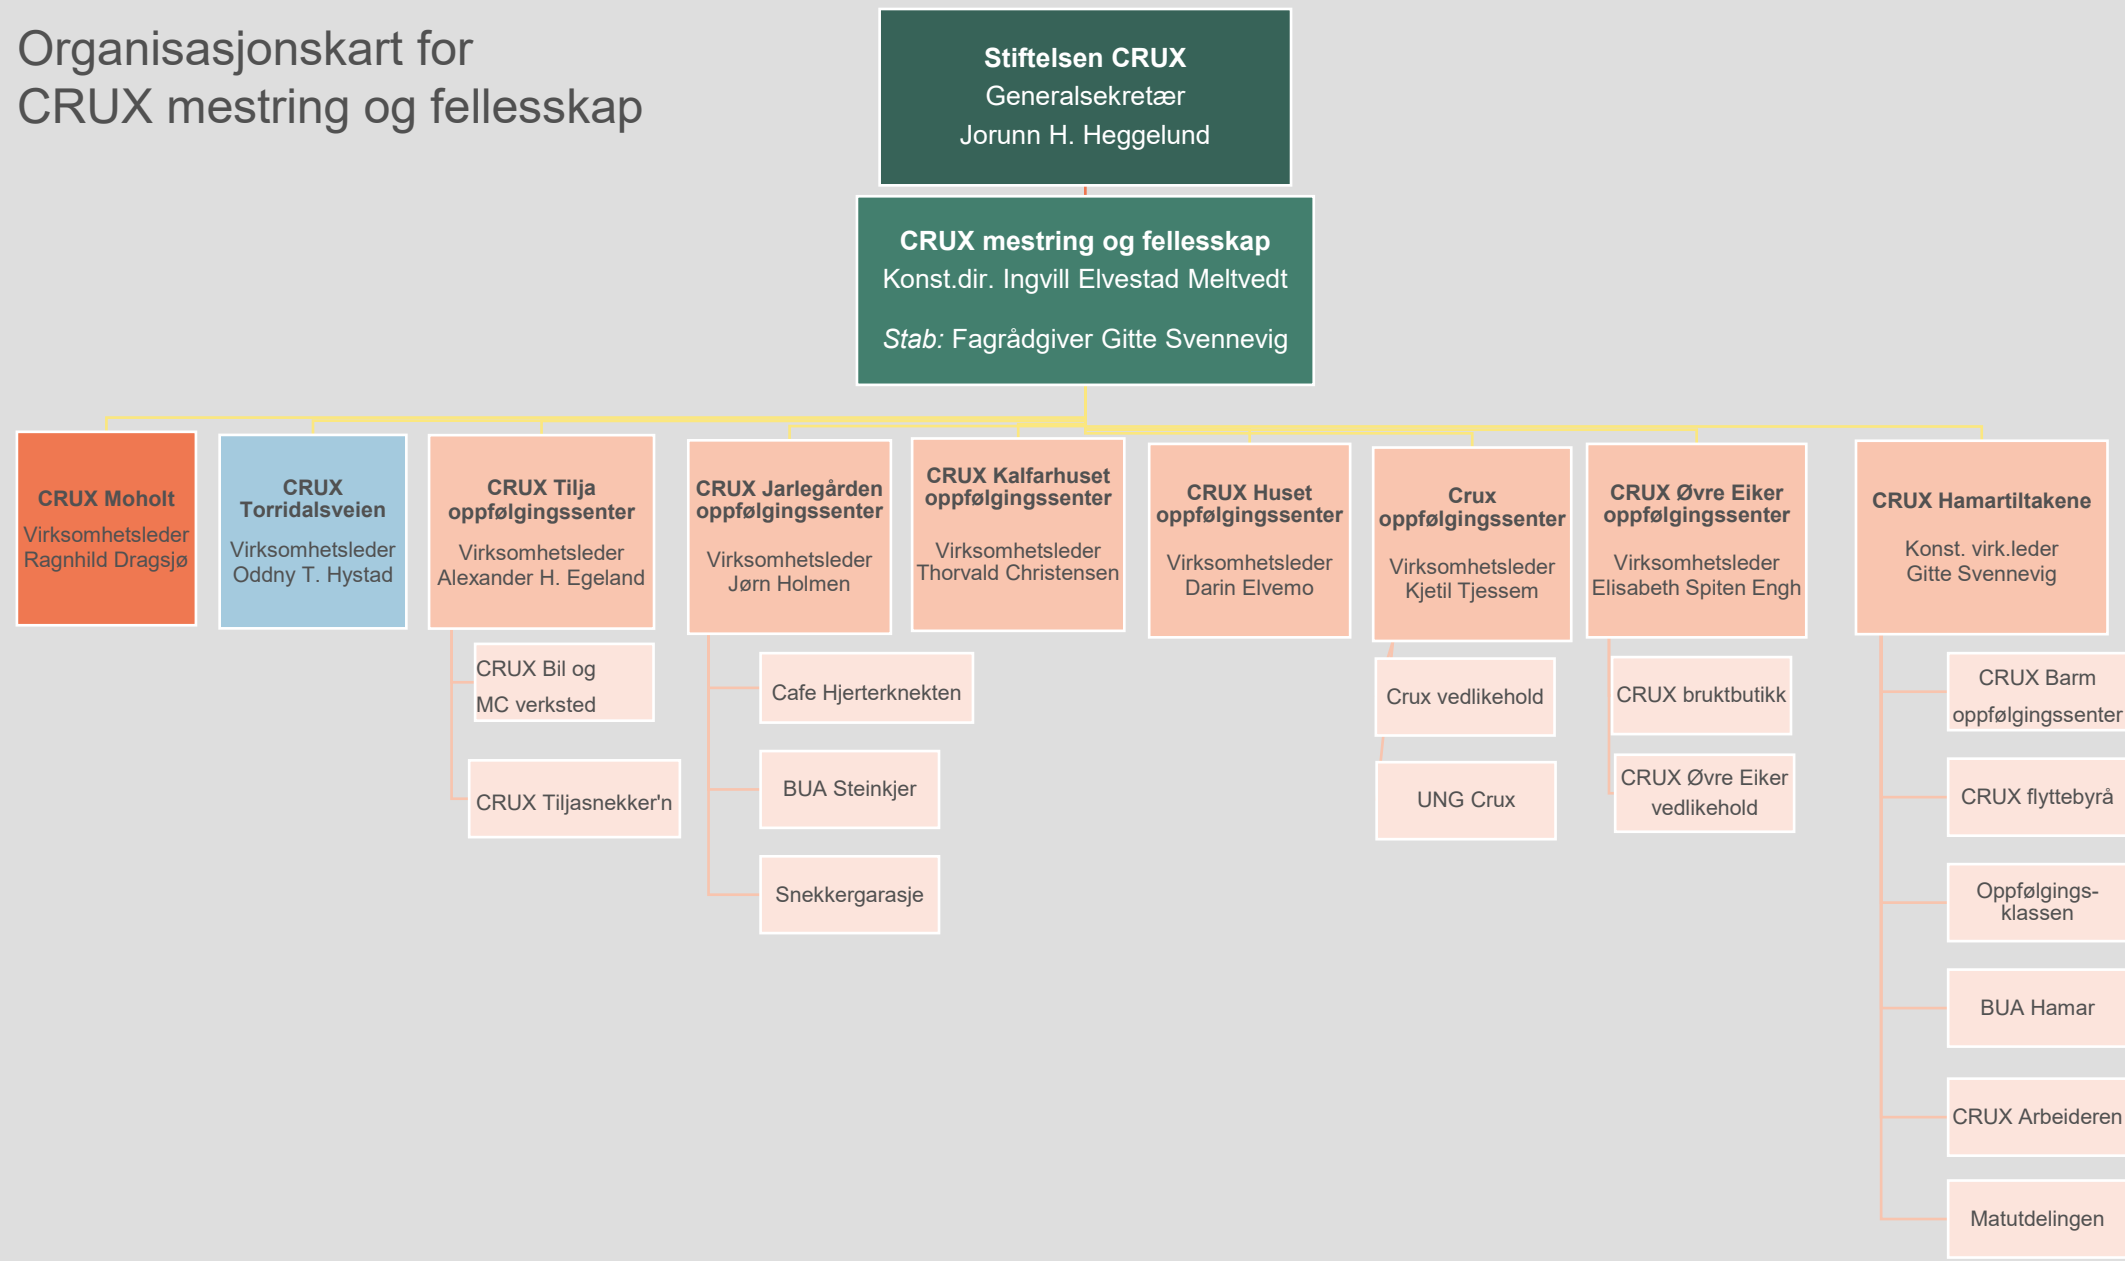 Organisasjonskart for
CRUX mestring og fellesskap
Stiftelsen CRUX
Generalsekretær
Jorunn H. Heggelund
CRUX mestring og fellesskap
Konst.dir. Ingvill Elvestad Meltvedt
Stab: Fagrådgiver Gitte Svennevig
CRUX Moholt
Virksomhetsleder
Ragnhild Dragsjø
CRUX
Torridalsveien
Virksomhetsleder
Oddny T. Hystad
CRUX Tilja
oppfølgingssenter
Virksomhetsleder
Alexander H. Egeland
CRUX Bil og
MC verksted
CRUX Tiljasnekker'n
CRUX Jarlegården
oppfølgingssenter
Virksomhetsleder
Jørn Holmen
Cafe Hjerterknekten
BUA Steinkjer
Snekkergarasje
CRUX Kalfarhuset
oppfølgingssenter
Virksomhetsleder
Thorvald Christensen
CRUX Huset
oppfølgingssenter
Virksomhetsleder
Darin Elvemo
Crux
oppfølgingssenter
Virksomhetsleder
Kjetil Tjessem
Crux vedlikehold
UNG Crux
CRUX Øvre Eiker
oppfølgingssenter
Virksomhetsleder
Elisabeth Spiten Engh
CRUX bruktbutikk
CRUX Øvre Eiker
vedlikehold
CRUX Hamartiltakene
Konst. virk.leder
Gitte Svennevig
CRUX Barm
oppfølgingssenter
CRUX flyttebyrå
Oppfølgings-
klassen
BUA Hamar
CRUX Arbeideren
Matutdelingen